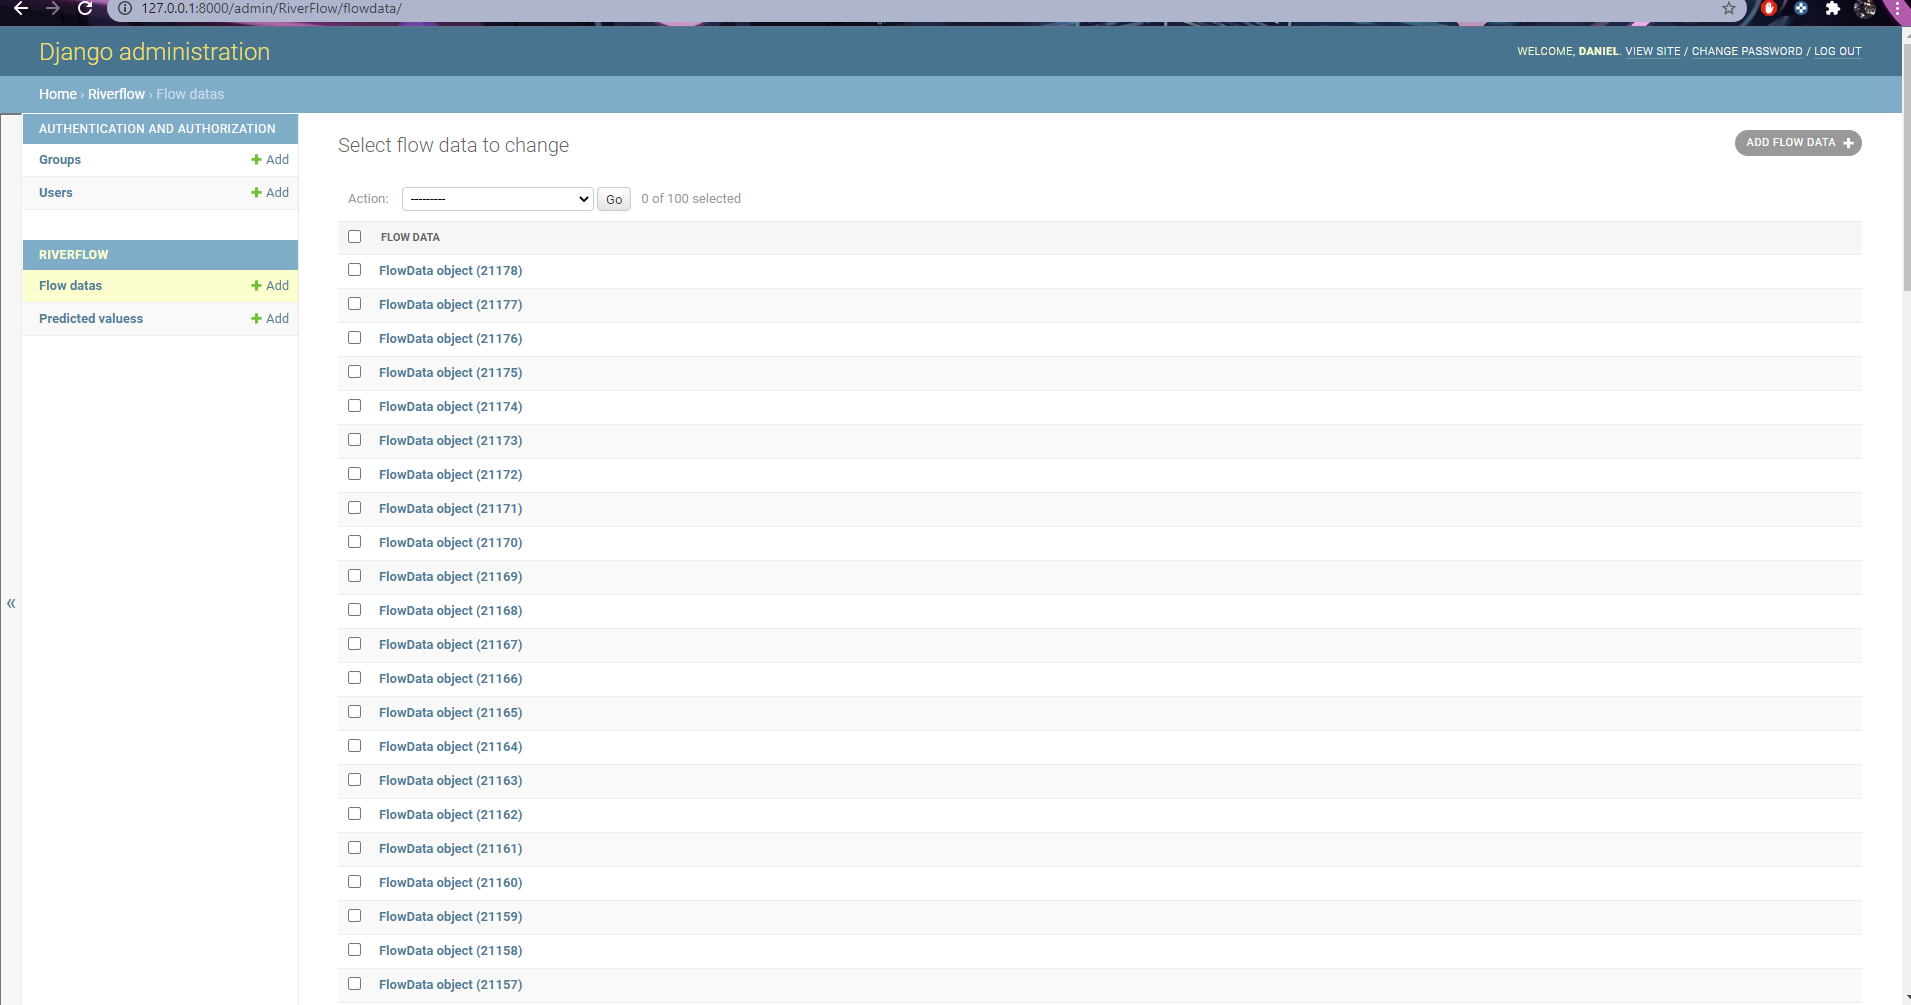 127.0.0.1:8000/admin/RiverFlow/flowdata/
Django administration
WELCOME, DANIEL. VIEW SITE / CHANGE PASSWORD / LOG OUT
Home › Riverflow › Flow datas
AUTHENTICATION AND AUTHORIZATION
Groups + Add
Users + Add
RIVERFLOW
Flow datas + Add
Predicted valuess + Add
«
Select flow data to change
ADD FLOW DATA +
Action: --------- Go 0 of 100 selected
FLOW DATA
FlowData object (21178)
FlowData object (21177)
FlowData object (21176)
FlowData object (21175)
FlowData object (21174)
FlowData object (21173)
FlowData object (21172)
FlowData object (21171)
FlowData object (21170)
FlowData object (21169)
FlowData object (21168)
FlowData object (21167)
FlowData object (21166)
FlowData object (21165)
FlowData object (21164)
FlowData object (21163)
FlowData object (21162)
FlowData object (21161)
FlowData object (21160)
FlowData object (21159)
FlowData object (21158)
FlowData object (21157)